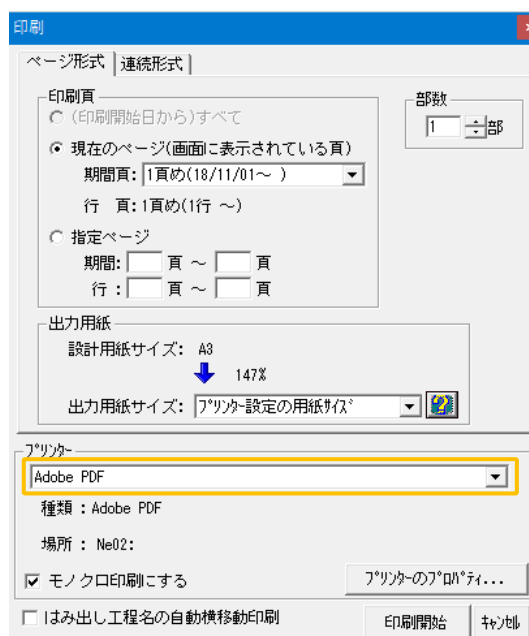 印刷
ページ形式 連続形式
印刷頁
(印刷開始日から)すべて
現在のページ(画面に表示されている頁)
期間頁: 1頁め(18/11/01～ )
行　頁:1頁め(1行 ～)
指定ページ
期間: 頁 ～ 頁
行 : 頁 ～ 頁
部数
1 部
出力用紙
設計用紙サイズ: A3
147%
出力用紙サイズ: ﾌﾟﾘﾝﾀｰ設定の用紙ｻｲｽﾞ
ﾌﾟﾘﾝﾀｰ
Adobe PDF
種類 : Adobe PDF
場所 : Ne02:
モノクロ印刷にする
ﾌﾟﾘﾝﾀｰのﾌﾟﾛﾊﾟﾃｨ...
はみ出し工程名の自動横移動印刷
印刷開始
ｷｬﾝｾﾙ